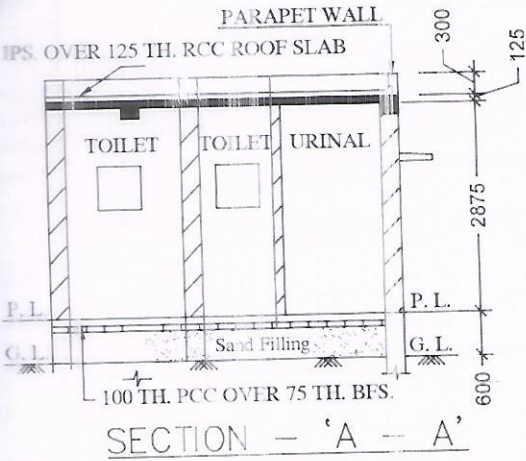 PARAPET WALL
IPS. OVER 125 TH. RCC ROOF SLAB
300
125
TOILET
TOILET
URINAL
2875
P. L.
P. L.
G. L.
Sand Filling
G. L.
600
100 TH. PCC OVER 75 TH. BFS.
SECTION - 'A - A'